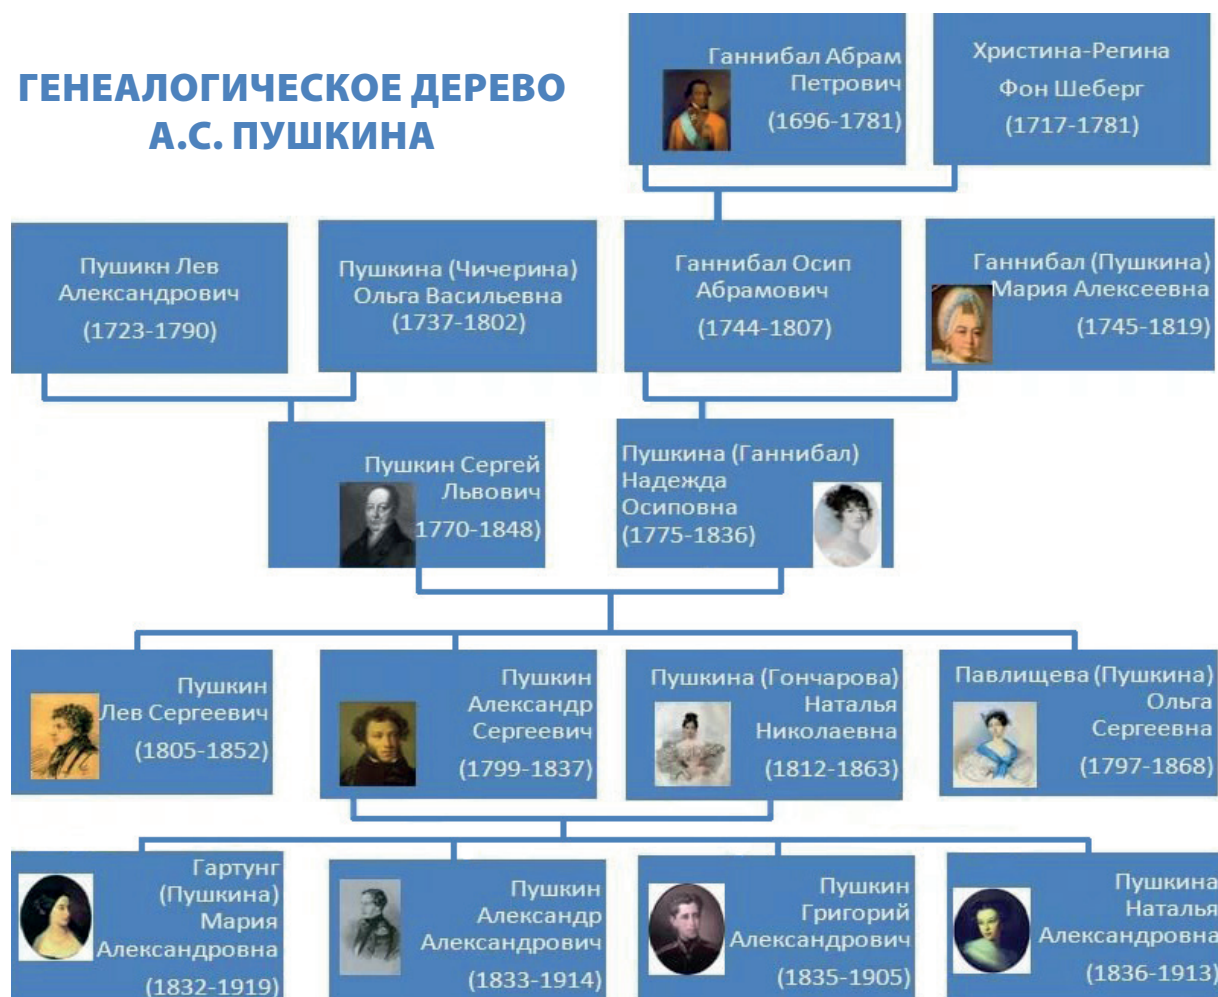 ГЕНЕАЛОГИЧЕСКОЕ ДЕРЕВО
А.С. ПУШКИНА
Ганнибал Абрам
Петрович
(1696-1781)
Христина-Регина
Фон Шеберг
(1717-1781)
Пушикн Лев
Александрович
(1723-1790)
Пушкина (Чичерина)
Ольга Васильевна
(1737-1802)
Ганнибал Осип
Абрамович
(1744-1807)
Ганнибал (Пушкина)
Мария Алексеевна
(1745-1819)
Пушкин Сергей
Львович
1770-1848)
Пушкина (Ганнибал)
Надежда
Осиповна
(1775-1836)
Пушкин
Лев Сергеевич
(1805-1852)
Пушкин
Александр
Сергеевич
(1799-1837)
Пушкина (Гончарова)
Наталья
Николаевна
(1812-1863)
Павлищева (Пушкина)
Ольга
Сергеевна
(1797-1868)
Гартунг
(Пушкина)
Мария
Александровна
(1832-1919)
Пушкин
Александр
Александрович
(1833-1914)
Пушкин
Григорий
Александрович
(1835-1905)
Пушкина
Наталья
Александровна
(1836-1913)